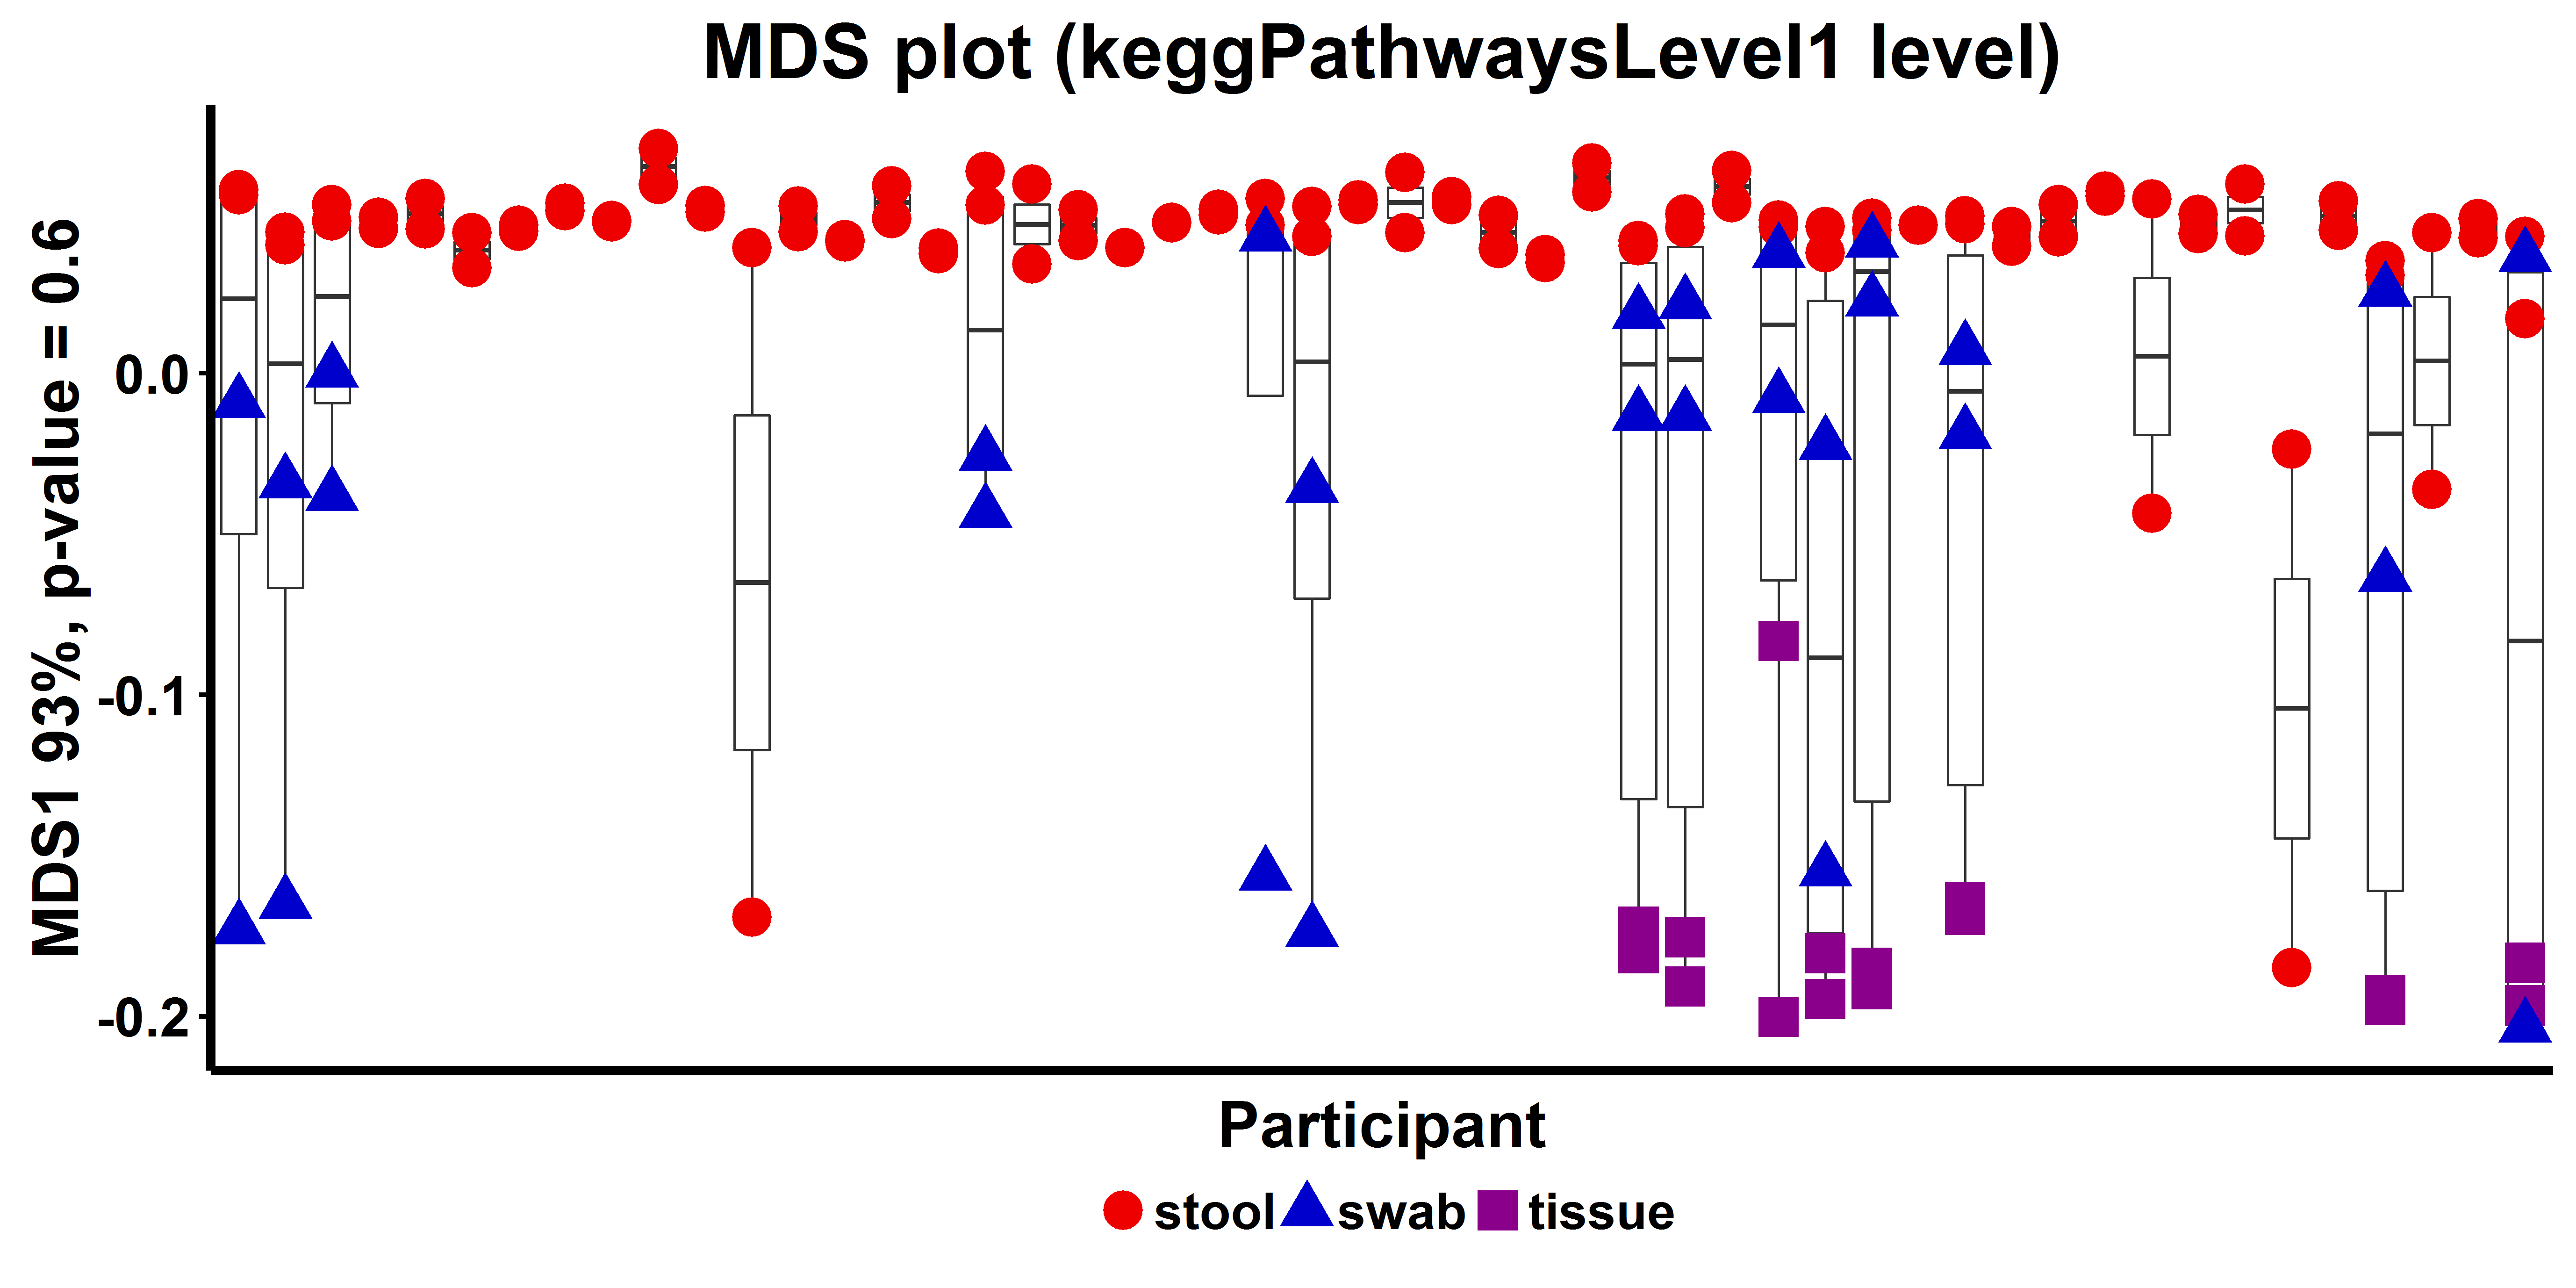 MDS plot (keggPathwaysLevel1 level)
MDS1 93%, p-value = 0.6
0.0
-0.1
-0.2
Participant
stool swab tissue